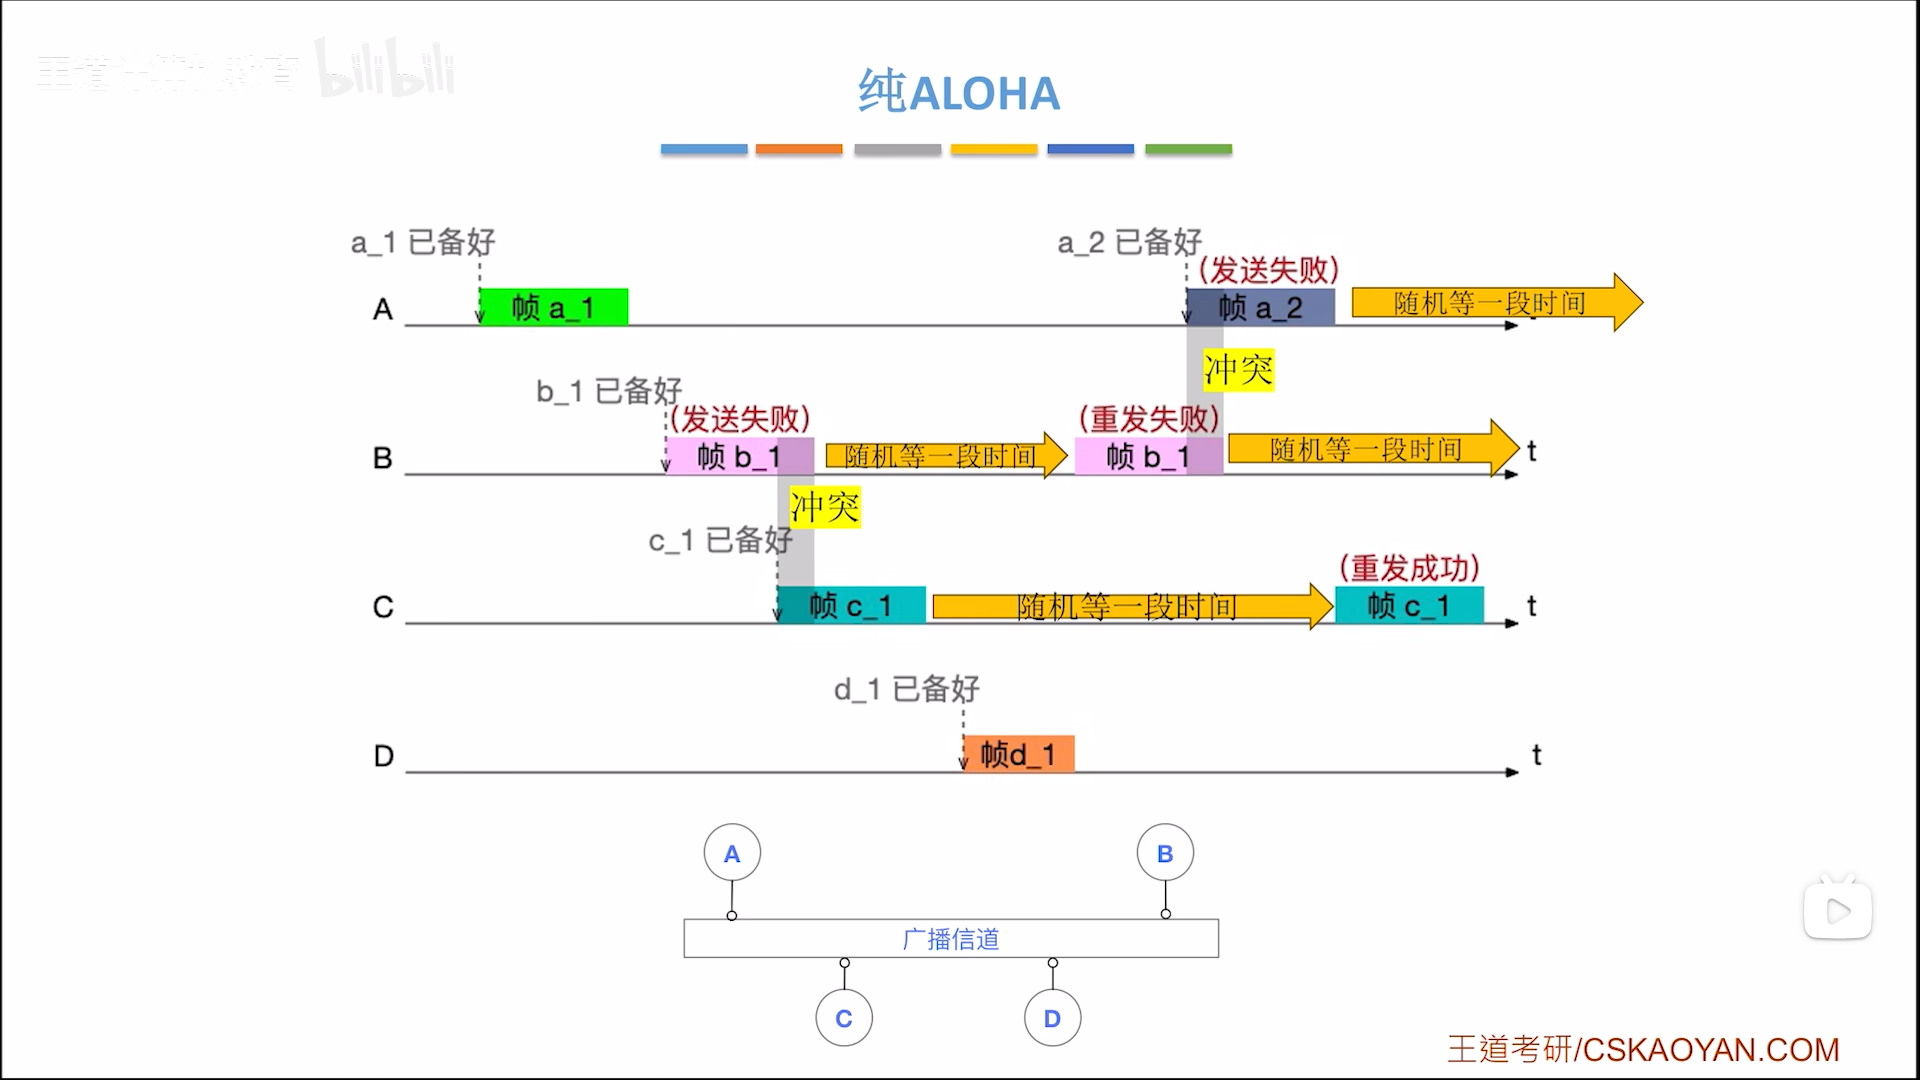 王道计算机教育 bilibili
纯ALOHA
a_1 已备好
a_2 已备好
(发送失败)
A
帧 a_1
帧 a_2
随机等一段时间
冲突
b_1 已备好
(发送失败)
(重发失败)
B
帧 b_1
随机等一段时间
帧 b_1
随机等一段时间
t
冲突
c_1 已备好
(重发成功)
C
帧 c_1
随机等一段时间
帧 c_1
t
d_1 已备好
D
帧d_1
t
A
B
广播信道
C
D
王道考研/CSKAOYAN.COM